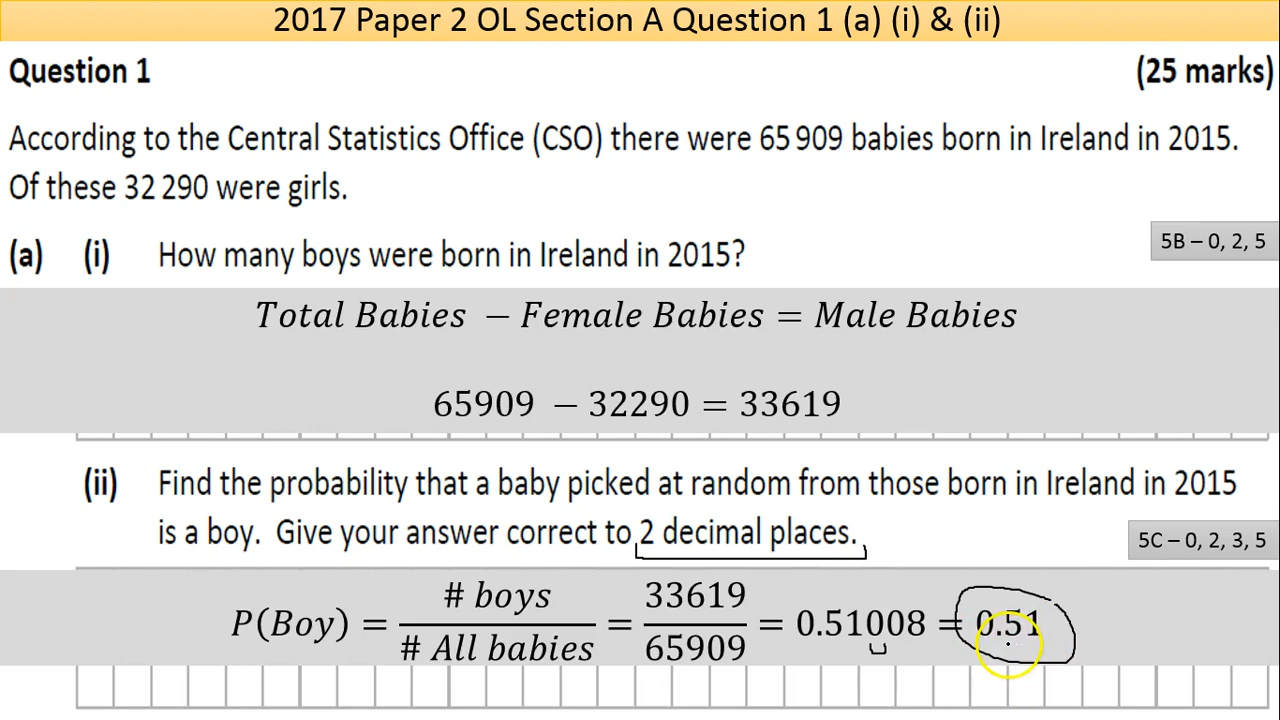 2017 Paper 2 OL Section A Question 1 (a) (i) & (ii)
Question 1 (25 marks)
According to the Central Statistics Office (CSO) there were 65 909 babies born in Ireland in 2015.
Of these 32 290 were girls.
(a) (i) How many boys were born in Ireland in 2015?
5B – 0, 2, 5
Total Babies − Female Babies = Male Babies
65909 − 32290 = 33619
(ii) Find the probability that a baby picked at random from those born in Ireland in 2015
is a boy. Give your answer correct to 2 decimal places.
5C – 0, 2, 3, 5
P(Boy) = # boys / # All babies = 33619 / 65909 = 0.51008 = 0.51